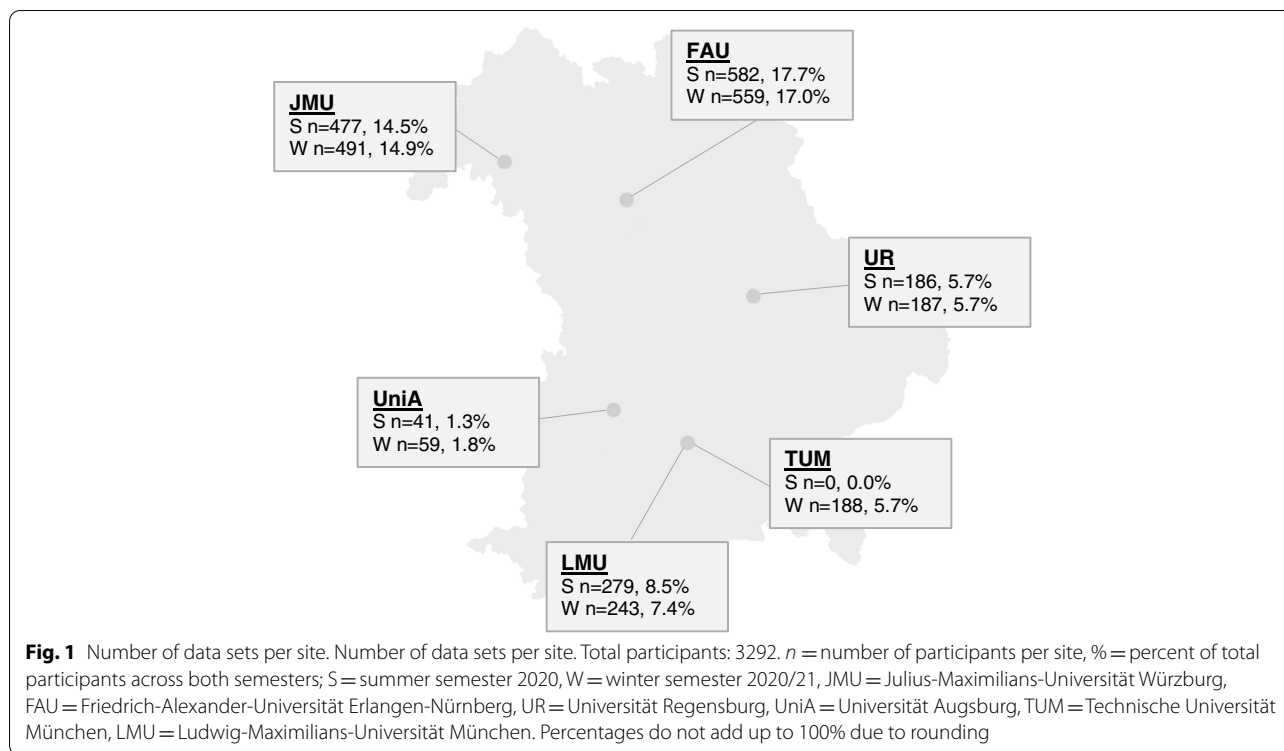 FAU
S n=582, 17.7%
W n=559, 17.0%
JMU
S n=477, 14.5%
W n=491, 14.9%
UR
S n=186, 5.7%
W n=187, 5.7%
UniA
S n=41, 1.3%
W n=59, 1.8%
TUM
S n=0, 0.0%
W n=188, 5.7%
LMU
S n=279, 8.5%
W n=243, 7.4%
Fig. 1 Number of data sets per site. Number of data sets per site. Total participants: 3292. n = number of participants per site, % = percent of total
participants across both semesters; S = summer semester 2020, W = winter semester 2020/21, JMU = Julius-Maximilians-Universität Würzburg,
FAU = Friedrich-Alexander-Universität Erlangen-Nürnberg, UR = Universität Regensburg, UniA = Universität Augsburg, TUM = Technische Universität
München, LMU = Ludwig-Maximilians-Universität München. Percentages do not add up to 100% due to rounding